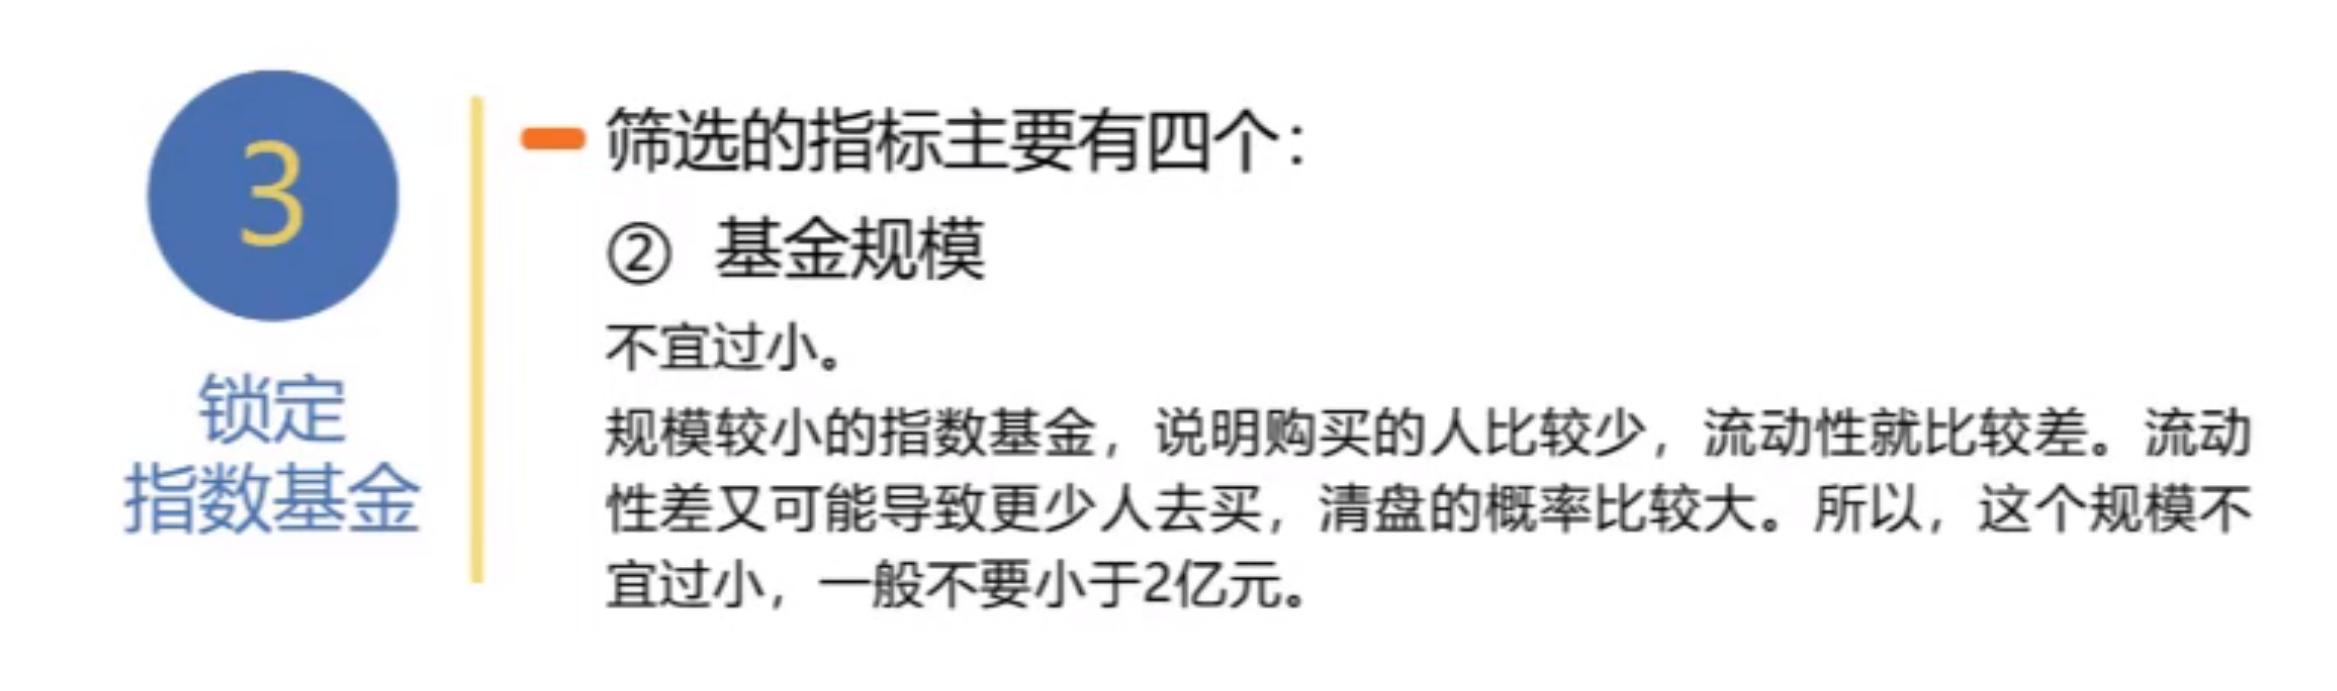 3
锁定
指数基金
筛选的指标主要有四个：
② 基金规模
不宜过小。
规模较小的指数基金，说明购买的人比较少，流动性就比较差。流动
性差又可能导致更少人去买，清盘的概率比较大。所以，这个规模不
宜过小，一般不要小于2亿元。